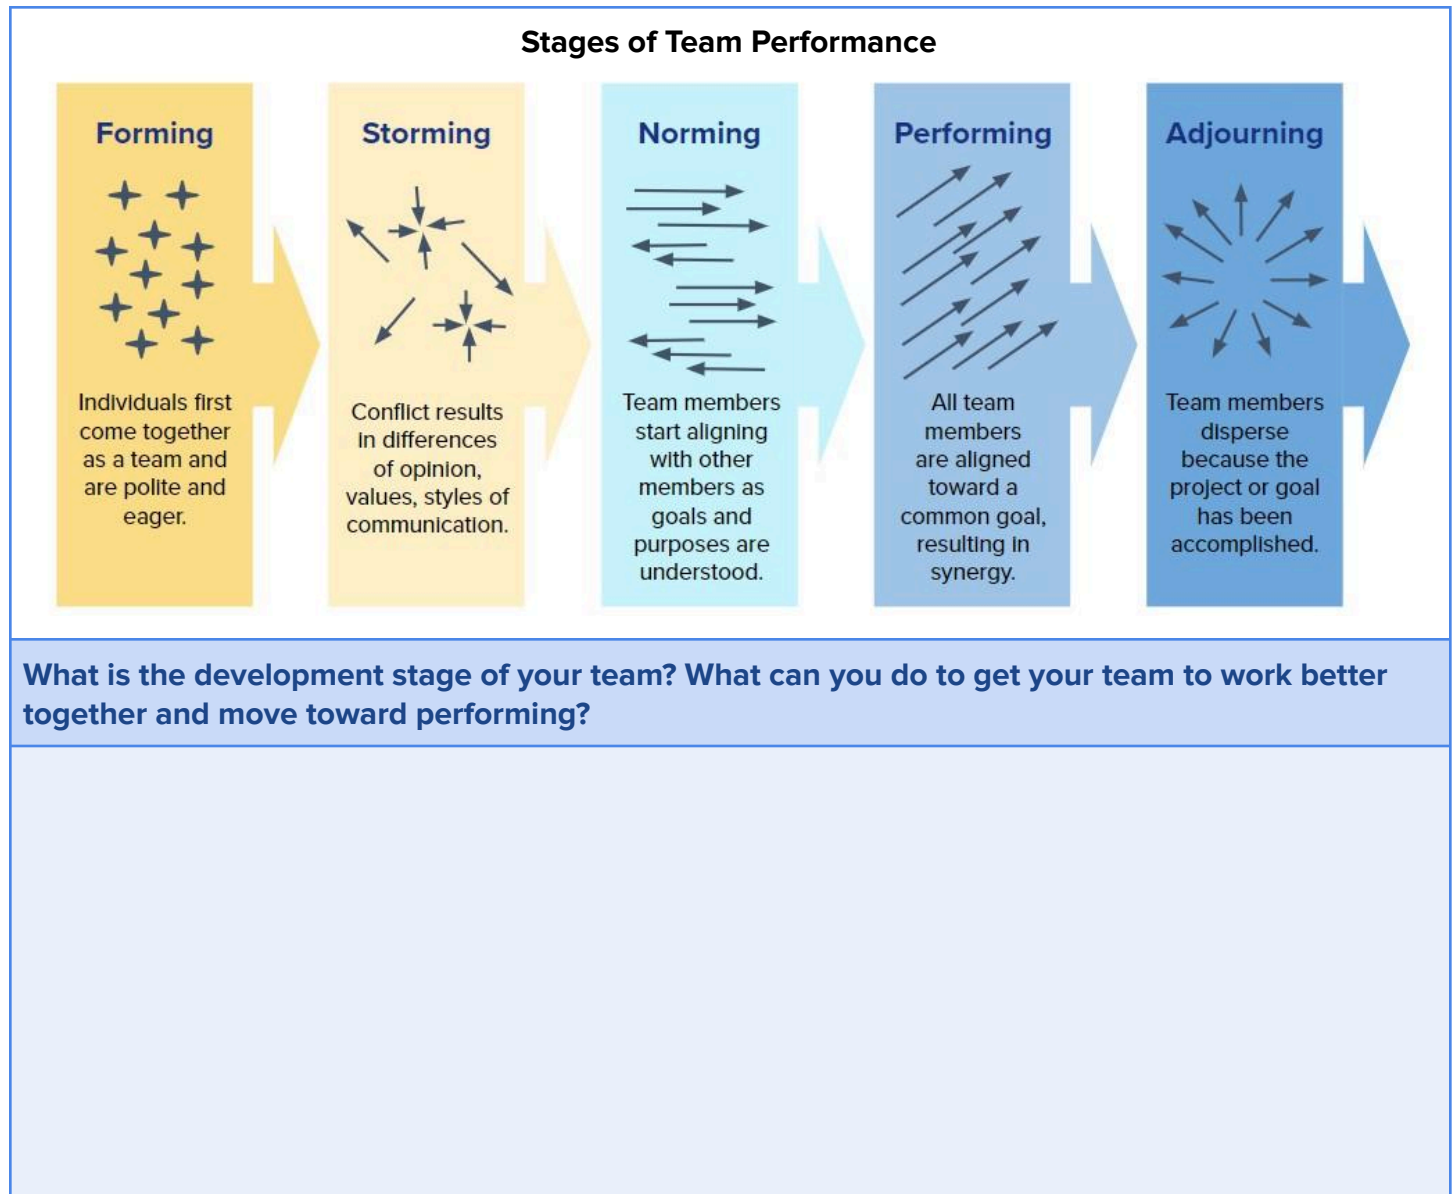 Stages of Team Performance
Forming
Individuals first
come together
as a team and
are polite and
eager.
Storming
Conflict results
in differences
of opinion,
values, styles of
communication.
Norming
Team members
start aligning
with other
members as
goals and
purposes are
understood.
Performing
All team
members
are aligned
toward a
common goal,
resulting in
synergy.
Adjourning
Team members
disperse
because the
project or goal
has been
accomplished.
What is the development stage of your team? What can you do to get your team to work better
together and move toward performing?